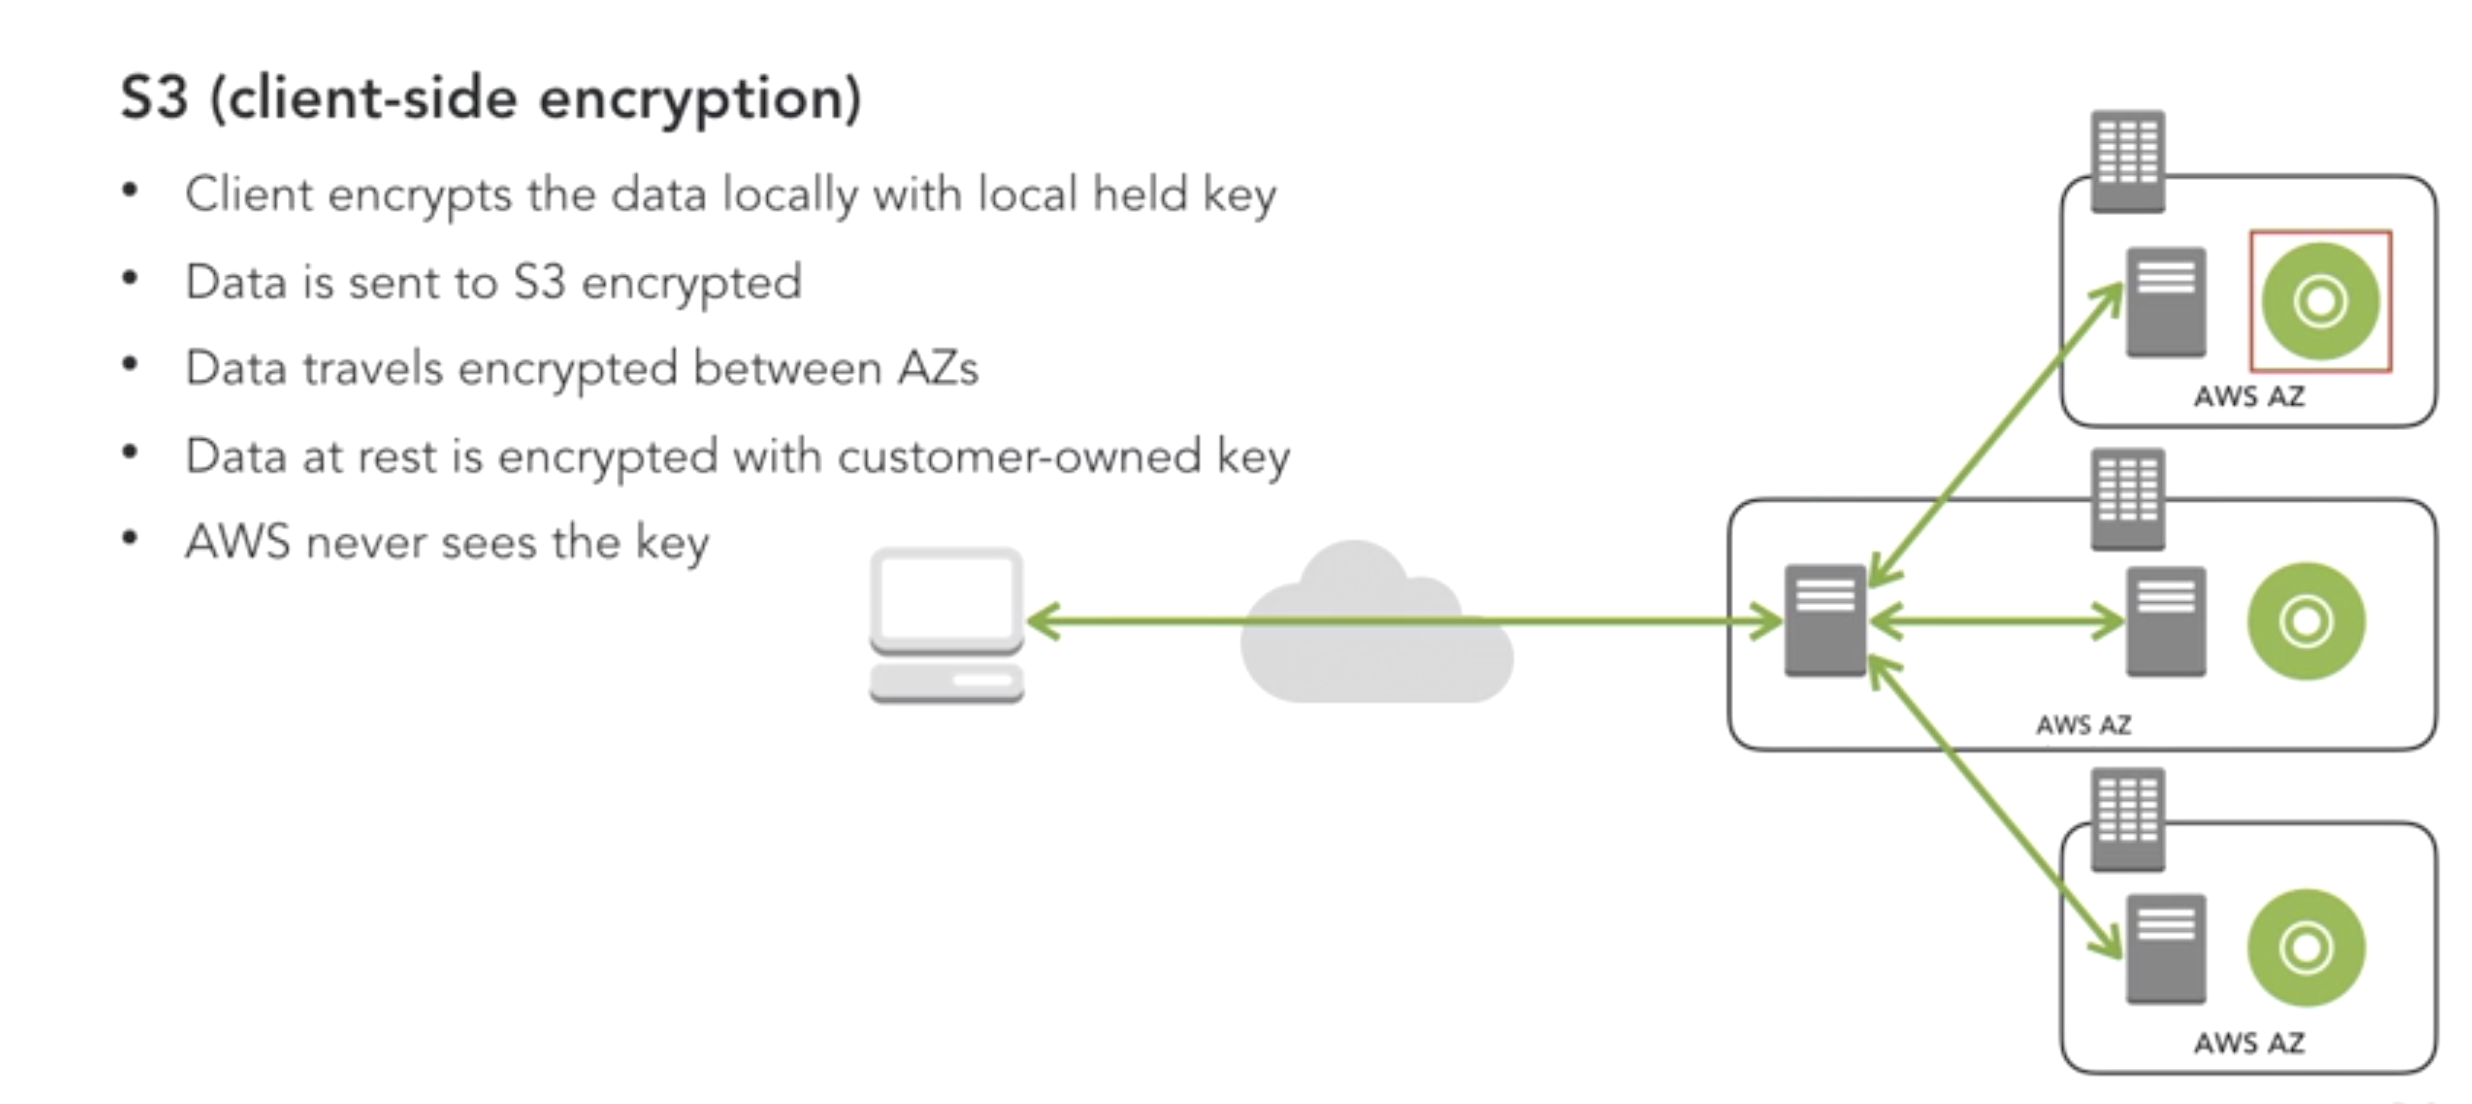 S3 (client-side encryption)
• Client encrypts the data locally with local held key
• Data is sent to S3 encrypted
• Data travels encrypted between AZs
• Data at rest is encrypted with customer-owned key
• AWS never sees the key
AWS AZ
AWS AZ
AWS AZ